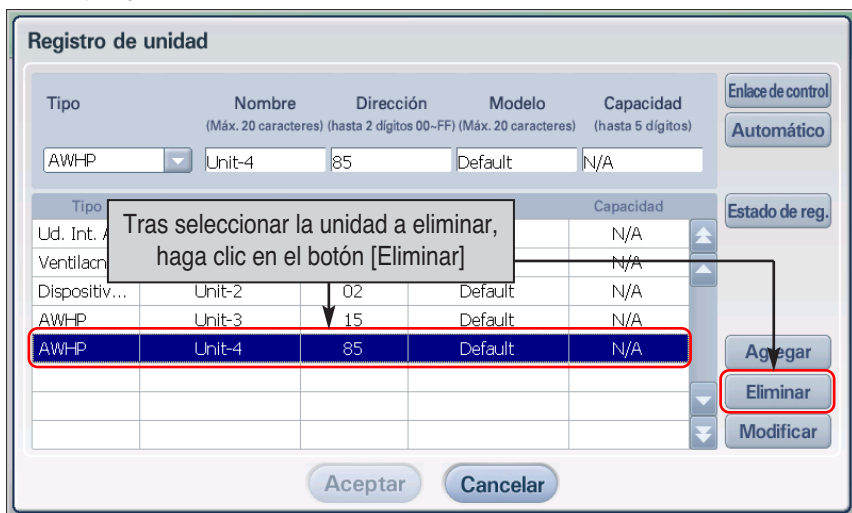 Registro de unidad
Tipo Nombre Dirección Modelo Capacidad Enlace de control
(Máx. 20 caracteres) (hasta 2 dígitos 00~FF) (Máx. 20 caracteres) (hasta 5 dígitos) Automático
AWHP Unit-4 85 Default N/A
Tipo Capacidad Estado de reg.
Tras seleccionar la unidad a eliminar,
haga clic en el botón [Eliminar]
Ud. Int. N/A
Ventilacn N/A
Dispositiv... Unit-2 02 Default N/A
AWHP Unit-3 15 Default N/A
AWHP Unit-4 85 Default N/A
Agregar
Eliminar
Modificar
Aceptar Cancelar